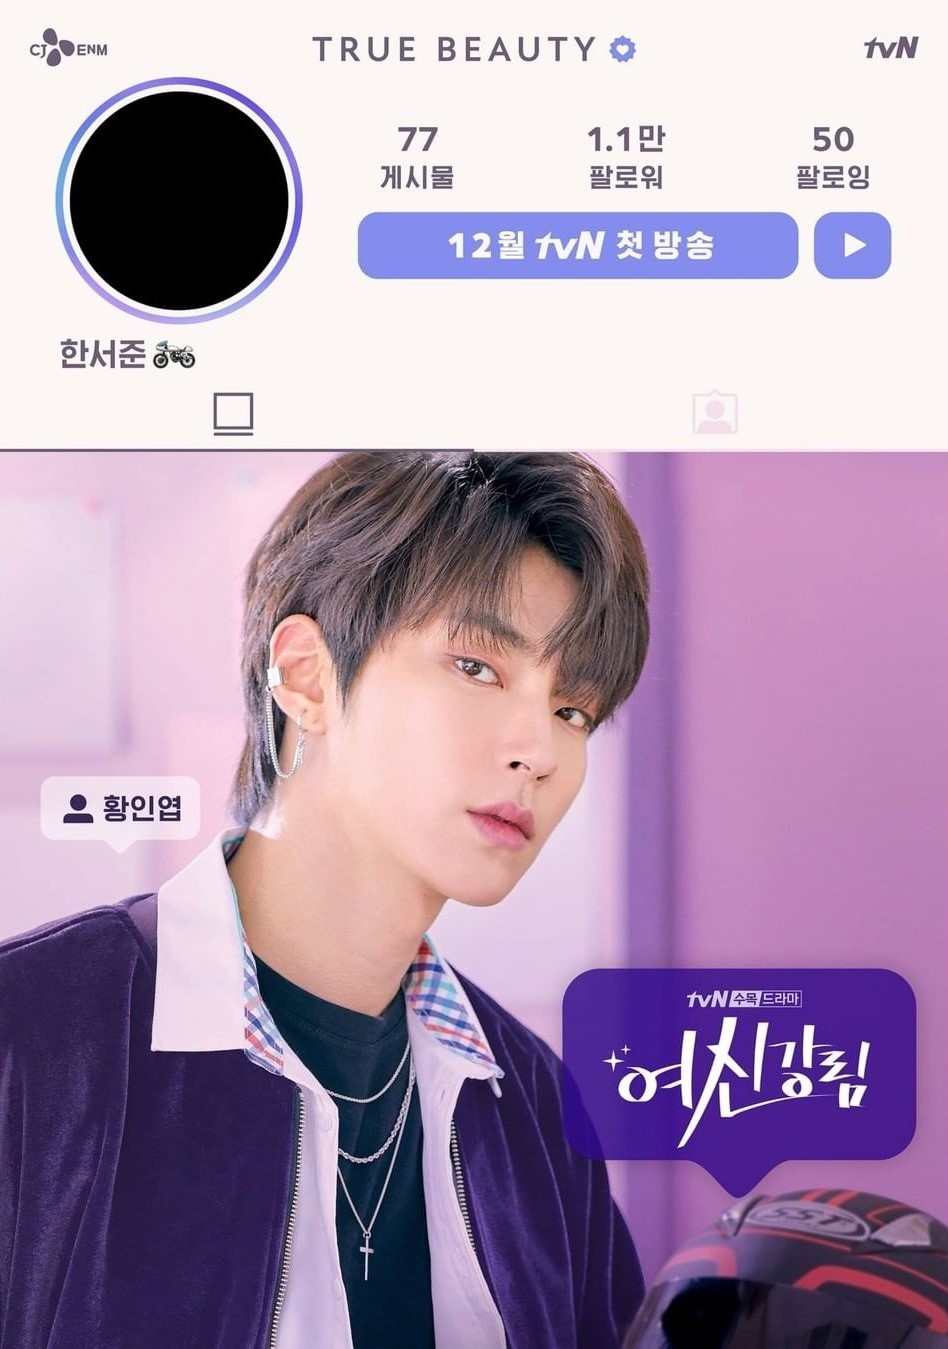 CJ ENM
TRUE BEAUTY
tvN
77
게시물
1.1만
팔로워
50
팔로잉
12월 tvN 첫 방송
한서준
황인엽
tvN 수목드라마
여신강림
SST